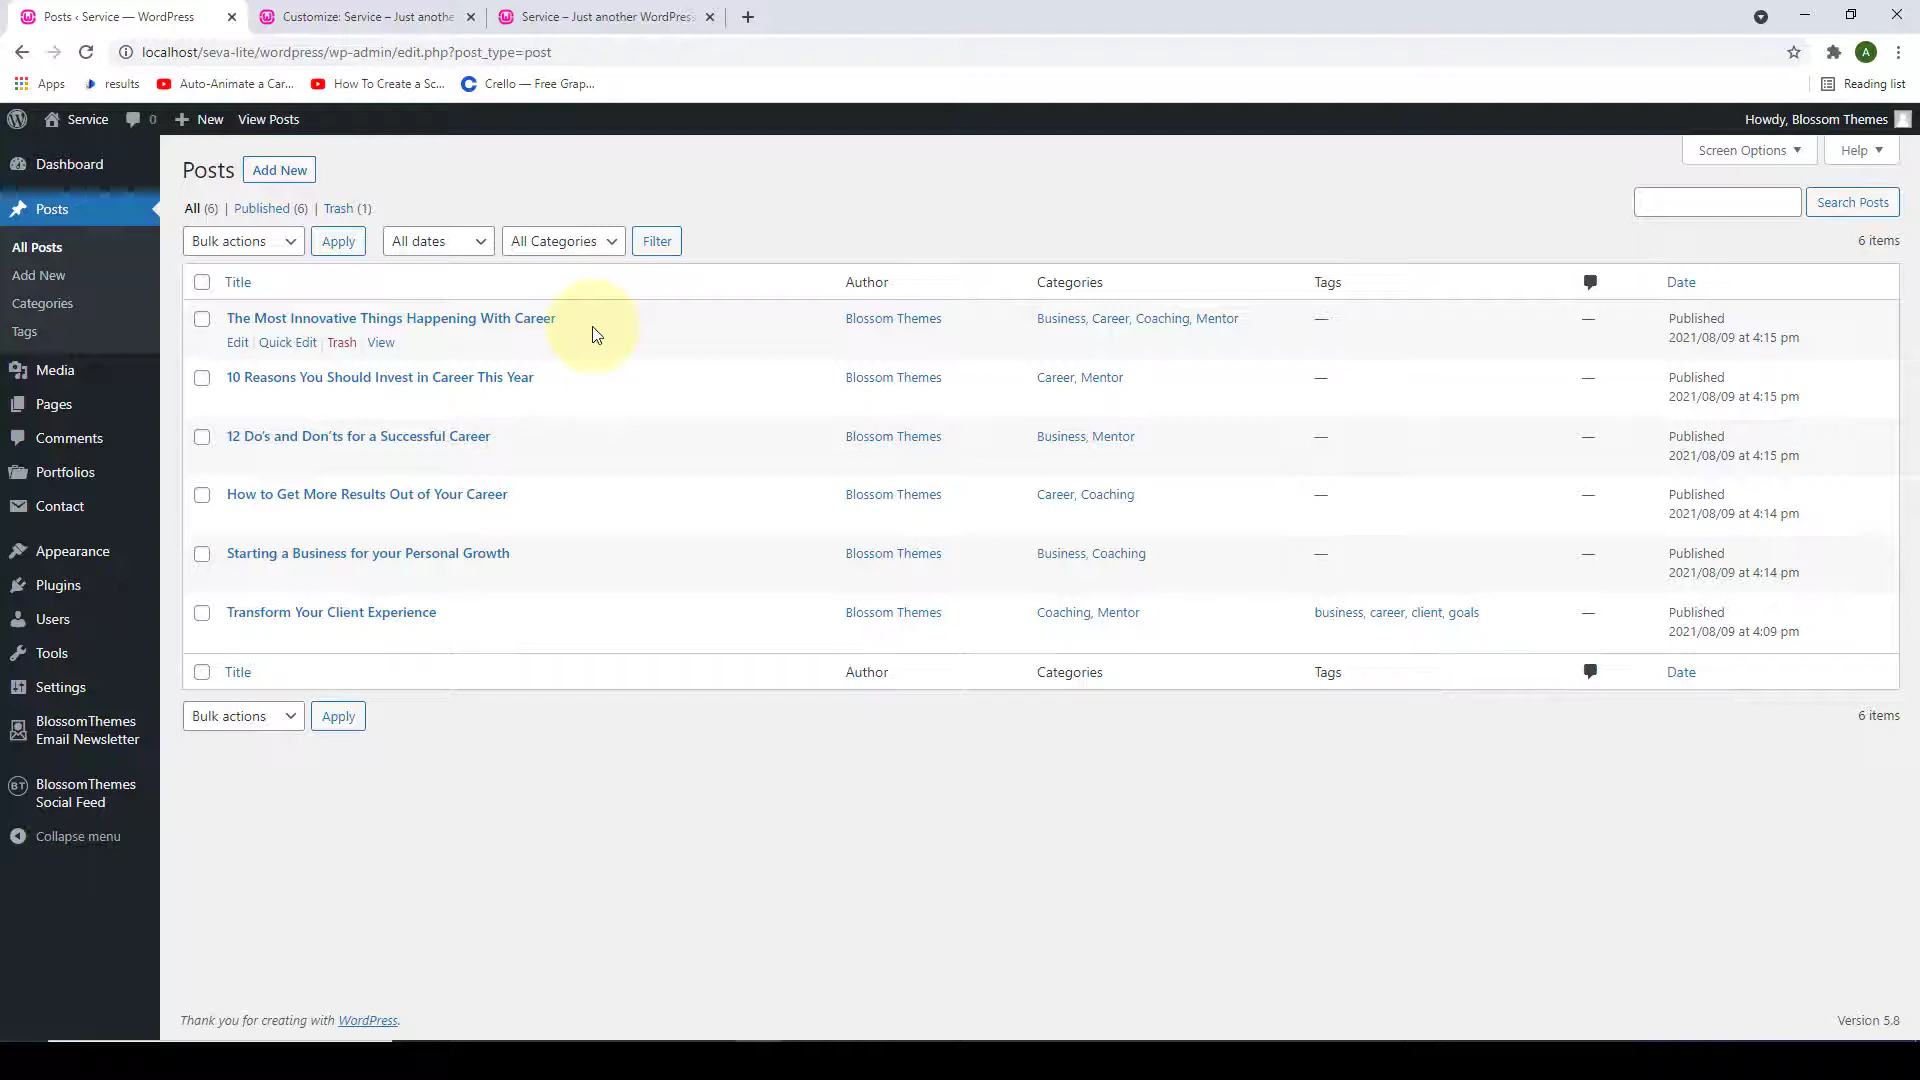 Posts ‹ Service — WordPress
Customize: Service – Just anothe
Service – Just another WordPres
localhost/seva-lite/wordpress/wp-admin/edit.php?post_type=post
A
Apps
results
Auto-Animate a Car...
How To Create a Sc...
Crello — Free Grap...
Reading list
Service
0
New
View Posts
Howdy, Blossom Themes
Dashboard
Posts
All Posts
Add New
Categories
Tags
Media
Pages
Comments
Portfolios
Contact
Appearance
Plugins
Users
Tools
Settings
BlossomThemes
Email Newsletter
BT
BlossomThemes
Social Feed
Collapse menu
Screen Options
Help
Posts
Add New
All (6) | Published (6) | Trash (1)
Search Posts
Bulk actions
Apply
All dates
All Categories
Filter
6 items
Title Author Categories Tags Date
The Most Innovative Things Happening With Career Blossom Themes Business, Career, Coaching, Mentor — — Published
Edit | Quick Edit | Trash View 2021/08/09 at 4:15 pm
10 Reasons You Should Invest in Career This Year Blossom Themes Career, Mentor — — Published
2021/08/09 at 4:15 pm
12 Do’s and Don’ts for a Successful Career Blossom Themes Business, Mentor — — Published
2021/08/09 at 4:15 pm
How to Get More Results Out of Your Career Blossom Themes Career, Coaching — — Published
2021/08/09 at 4:14 pm
Starting a Business for your Personal Growth Blossom Themes Business, Coaching — — Published
2021/08/09 at 4:14 pm
Transform Your Client Experience Blossom Themes Coaching, Mentor business, career, client, goals — Published
2021/08/09 at 4:09 pm
Title Author Categories Tags Date
Bulk actions
Apply
6 items
Thank you for creating with WordPress.
Version 5.8